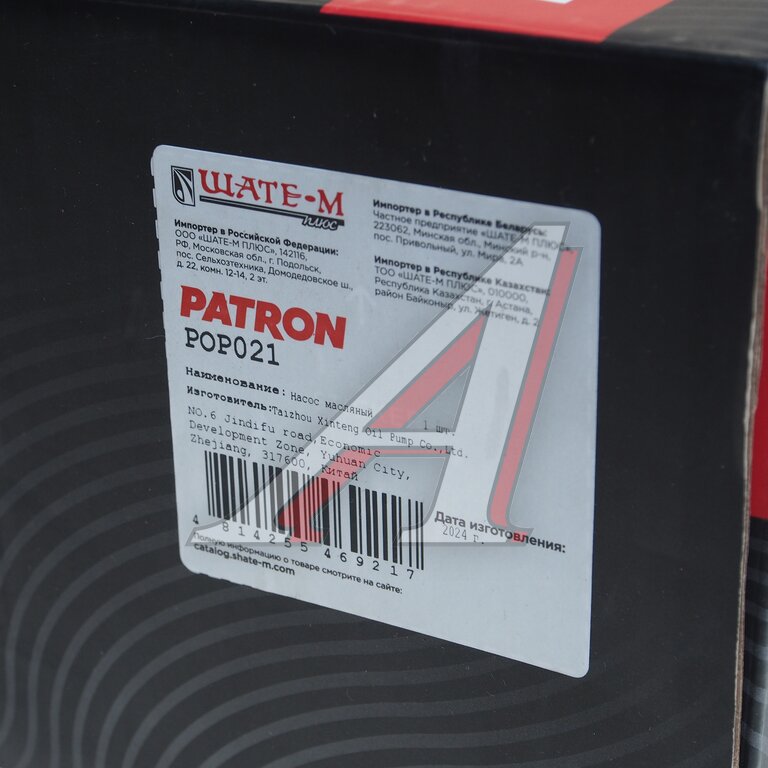 ШАТЕ-М
плюс
Импортер в Российской Федерации:
ООО «ШАТЕ-М ПЛЮС», 142116,
РФ, Московская обл., г. Подольск,
пос. Сельхозтехника, Домодедовское ш.,
д. 22, комн. 12-14, 2 эт.
Импортер в Республике Беларусь:
Частное предприятие «ШАТЕ-М ПЛЮС»
223062, Минская обл., Минский р-н,
пос. Привольный, ул. Мира, 2А
Импортер в Республике Казахстан:
ТОО «ШАТЕ-М ПЛЮС», 010000,
Республика Казахстан, г. Астана,
район Байконыр, ул. Жетиген, д. 2
PATRON
POP021
Наименование: Насос масляный
1 шт.
Изготовитель: Taizhou Xinteng Oil Pump Co.,Ltd.
NO.6 Jindifu road,Economic
Development Zone, Yuhuan City,
Zhejiang, 317600, Китай
4 814255 469217
Дата изготовления:
2024 г.
Полную информацию о товаре смотрите на сайте:
catalog.shate-m.com